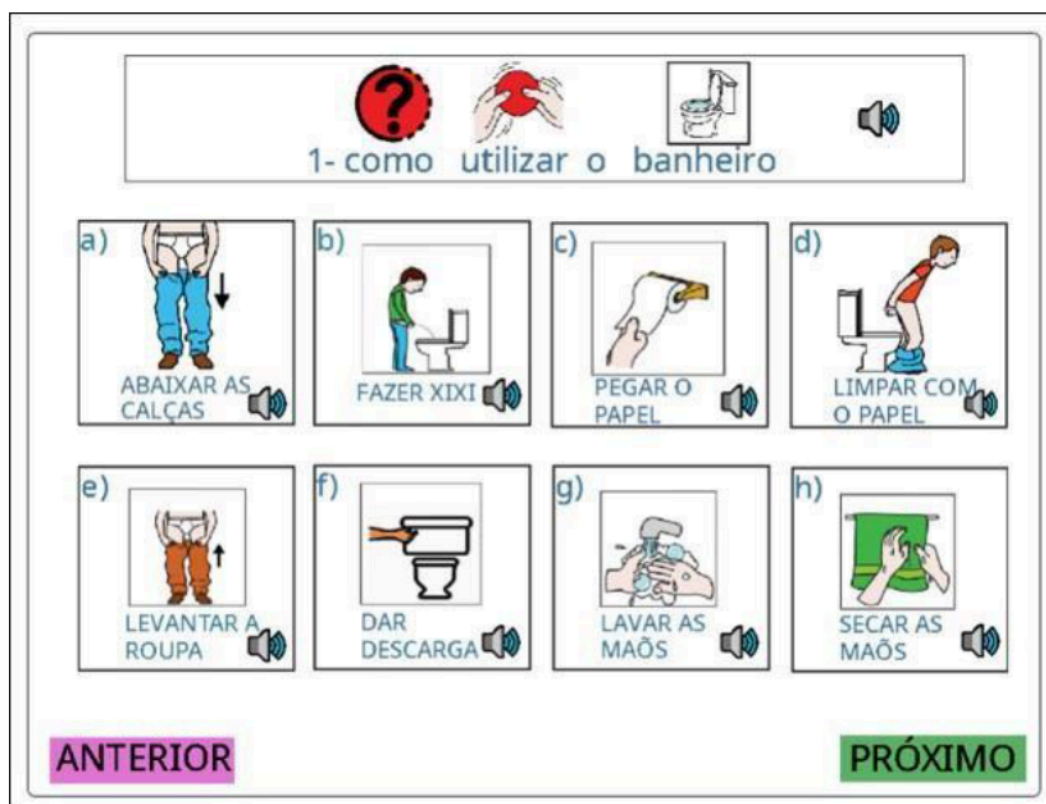 1- como utilizar o banheiro
a)
ABAIXAR AS
CALÇAS
b)
FAZER XIXI
c)
PEGAR O
PAPEL
d)
LIMPAR COM
O PAPEL
e)
LEVANTAR A
ROUPA
f)
DAR
DESCARGA
g)
LAVAR AS
MAÕS
h)
SECAR AS
MAÕS
ANTERIOR
PRÓXIMO